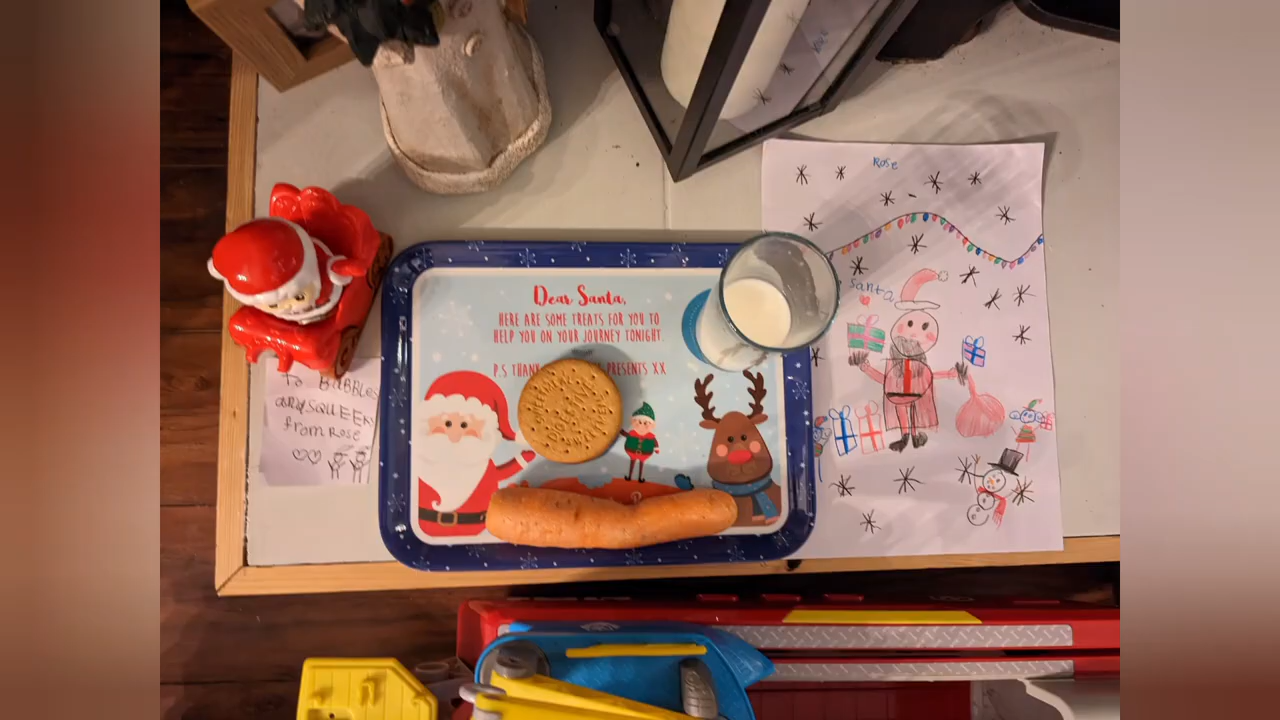 Rose
Santa
Dear Santa,
HERE ARE SOME TREATS FOR YOU TO
HELP YOU ON YOUR JOURNEY TONIGHT.
P.S THANK PRESENTS XX
To BUBBLES
and SQUEEK
from Rose